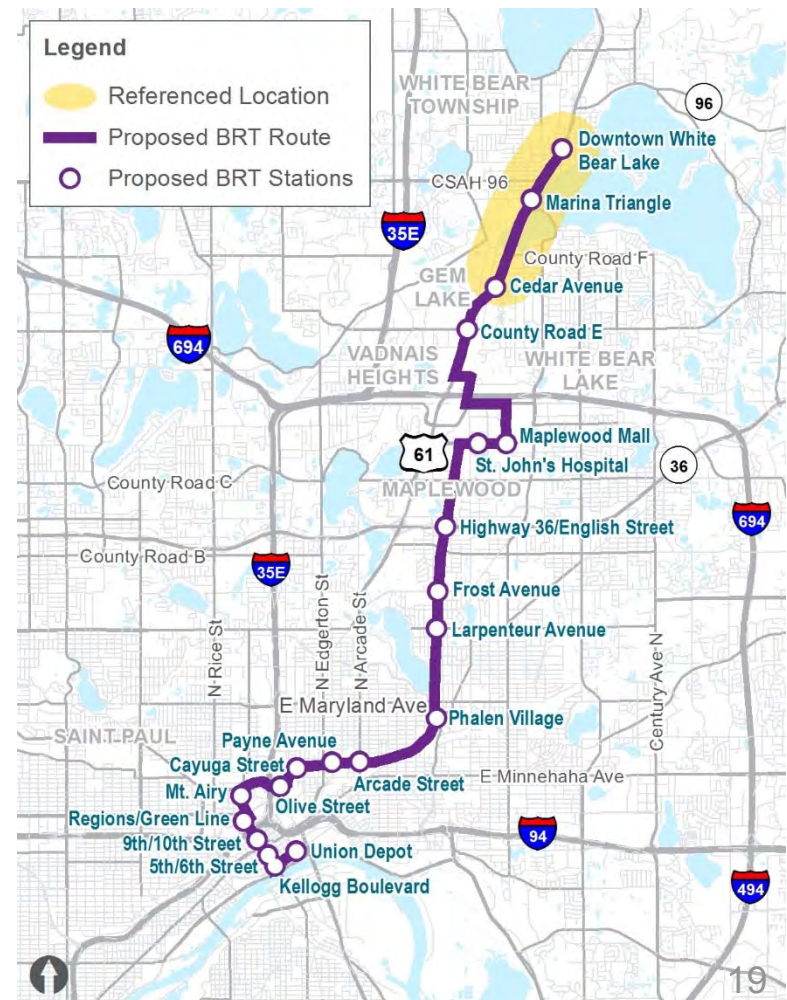 Legend
Referenced Location
Proposed BRT Route
Proposed BRT Stations
WHITE BEAR
TOWNSHIP
96
Downtown White
Bear Lake
CSAH 96
Marina Triangle
35E
County Road F
GEM
LAKE
Cedar Avenue
County Road E
694
VADNAIS
HEIGHTS
WHITE BEAR
LAKE
Maplewood Mall
61
St. John's Hospital
36
County Road C
MAPLEWOOD
694
Highway 36/English Street
County Road B
35E
N Rice St
N Edgerton St
N Arcade St
Frost Avenue
Larpenteur Avenue
Century Ave N
E Maryland Ave
Phalen Village
SAINT PAUL
Payne Avenue
Cayuga Street
Arcade Street
E Minnehaha Ave
Mt. Airy
Olive Street
Regions/Green Line
94
9th/10th Street
Union Depot
5th/6th Street
Kellogg Boulevard
494
19